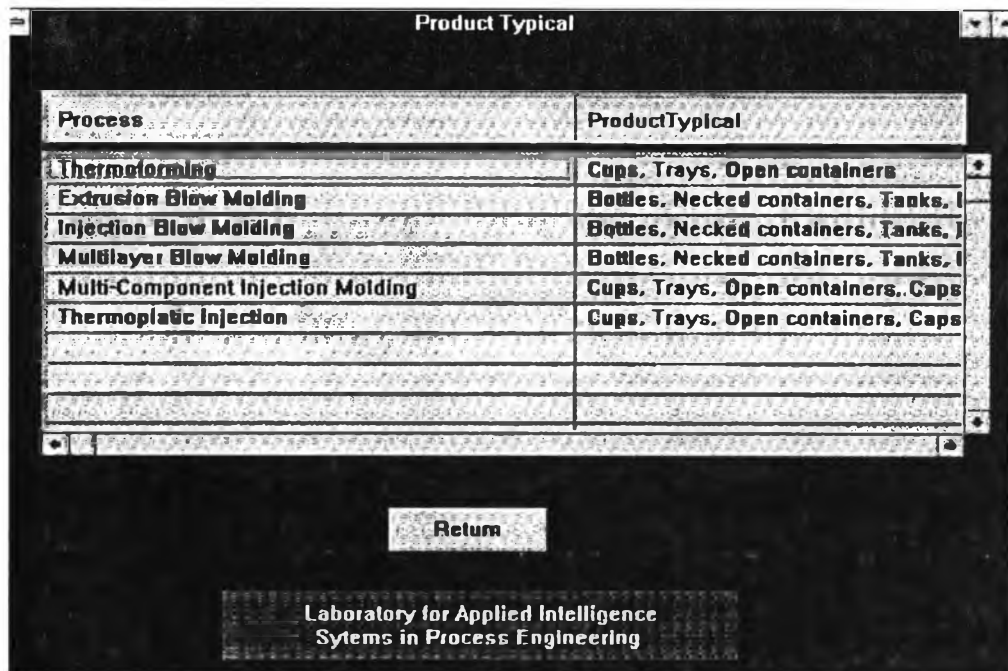 Product Typical
Process ProductTypical
Thermoforming Cups, Trays, Open containers
Extrusion Blow Molding Bottles, Necked containers, Tanks,
Injection Blow Molding Bottles, Necked containers, Tanks,
Multilayer Blow Molding Bottles, Necked containers, Tanks,
Multi-Component Injection Molding Cups, Trays, Open containers, Caps
Thermoplatic Injection Cups, Trays, Open containers, Caps
Return
Laboratory for Applied Intelligence
Sytems in Process Engineering